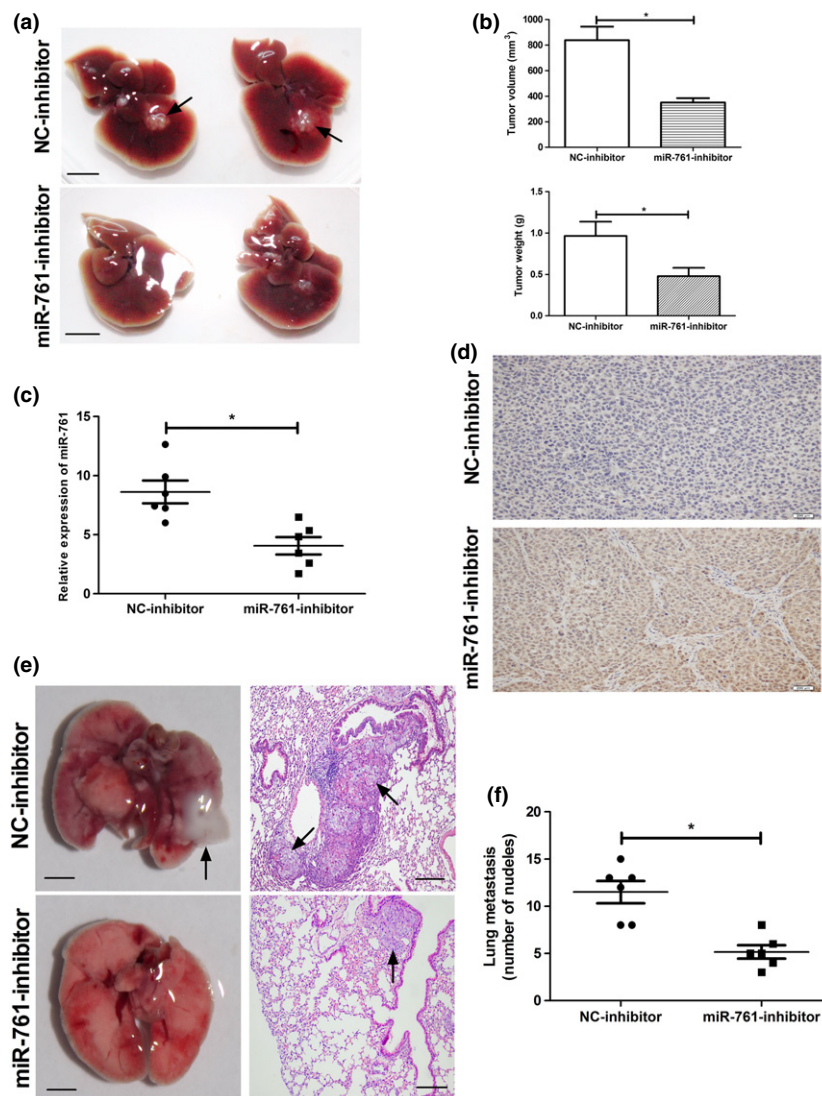 (a)
NC-inhibitor
miR-761-inhibitor
(b)
Tumor volume (mm³)
1000
800
600
400
200
0
*
NC-inhibitor
miR-761-inhibitor
Tumor weight (g)
1.5
1.0
0.5
0.0
*
NC-inhibitor
miR-761-inhibitor
(c)
Relative expression of miR-761
15
10
5
0
*
NC-inhibitor
miR-761-inhibitor
(d)
NC-inhibitor
miR-761-inhibitor
(e)
NC-inhibitor
miR-761-inhibitor
(f)
Lung metastasis
(number of nudeles)
20
15
10
5
0
*
NC-inhibitor
miR-761-inhibitor